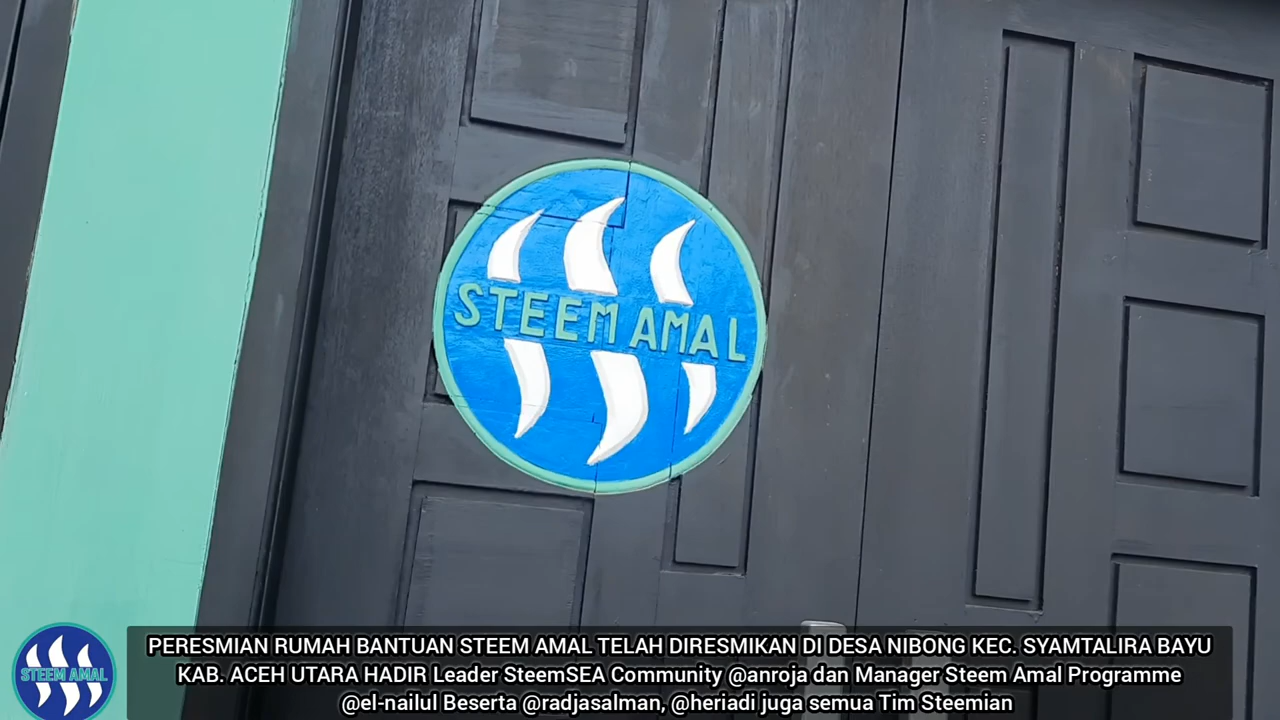 STEEM AMAL
STEEM AMAL
PERESMIAN RUMAH BANTUAN STEEM AMAL TELAH DIRESMIKAN DI DESA NIBONG KEC. SYAMTALIRA BAYU
KAB. ACEH UTARA HADIR Leader SteemSEA Community @anroja dan Manager Steem Amal Programme
@el-nailul Beserta @radjasalman, @heriadi juga semua Tim Steemian